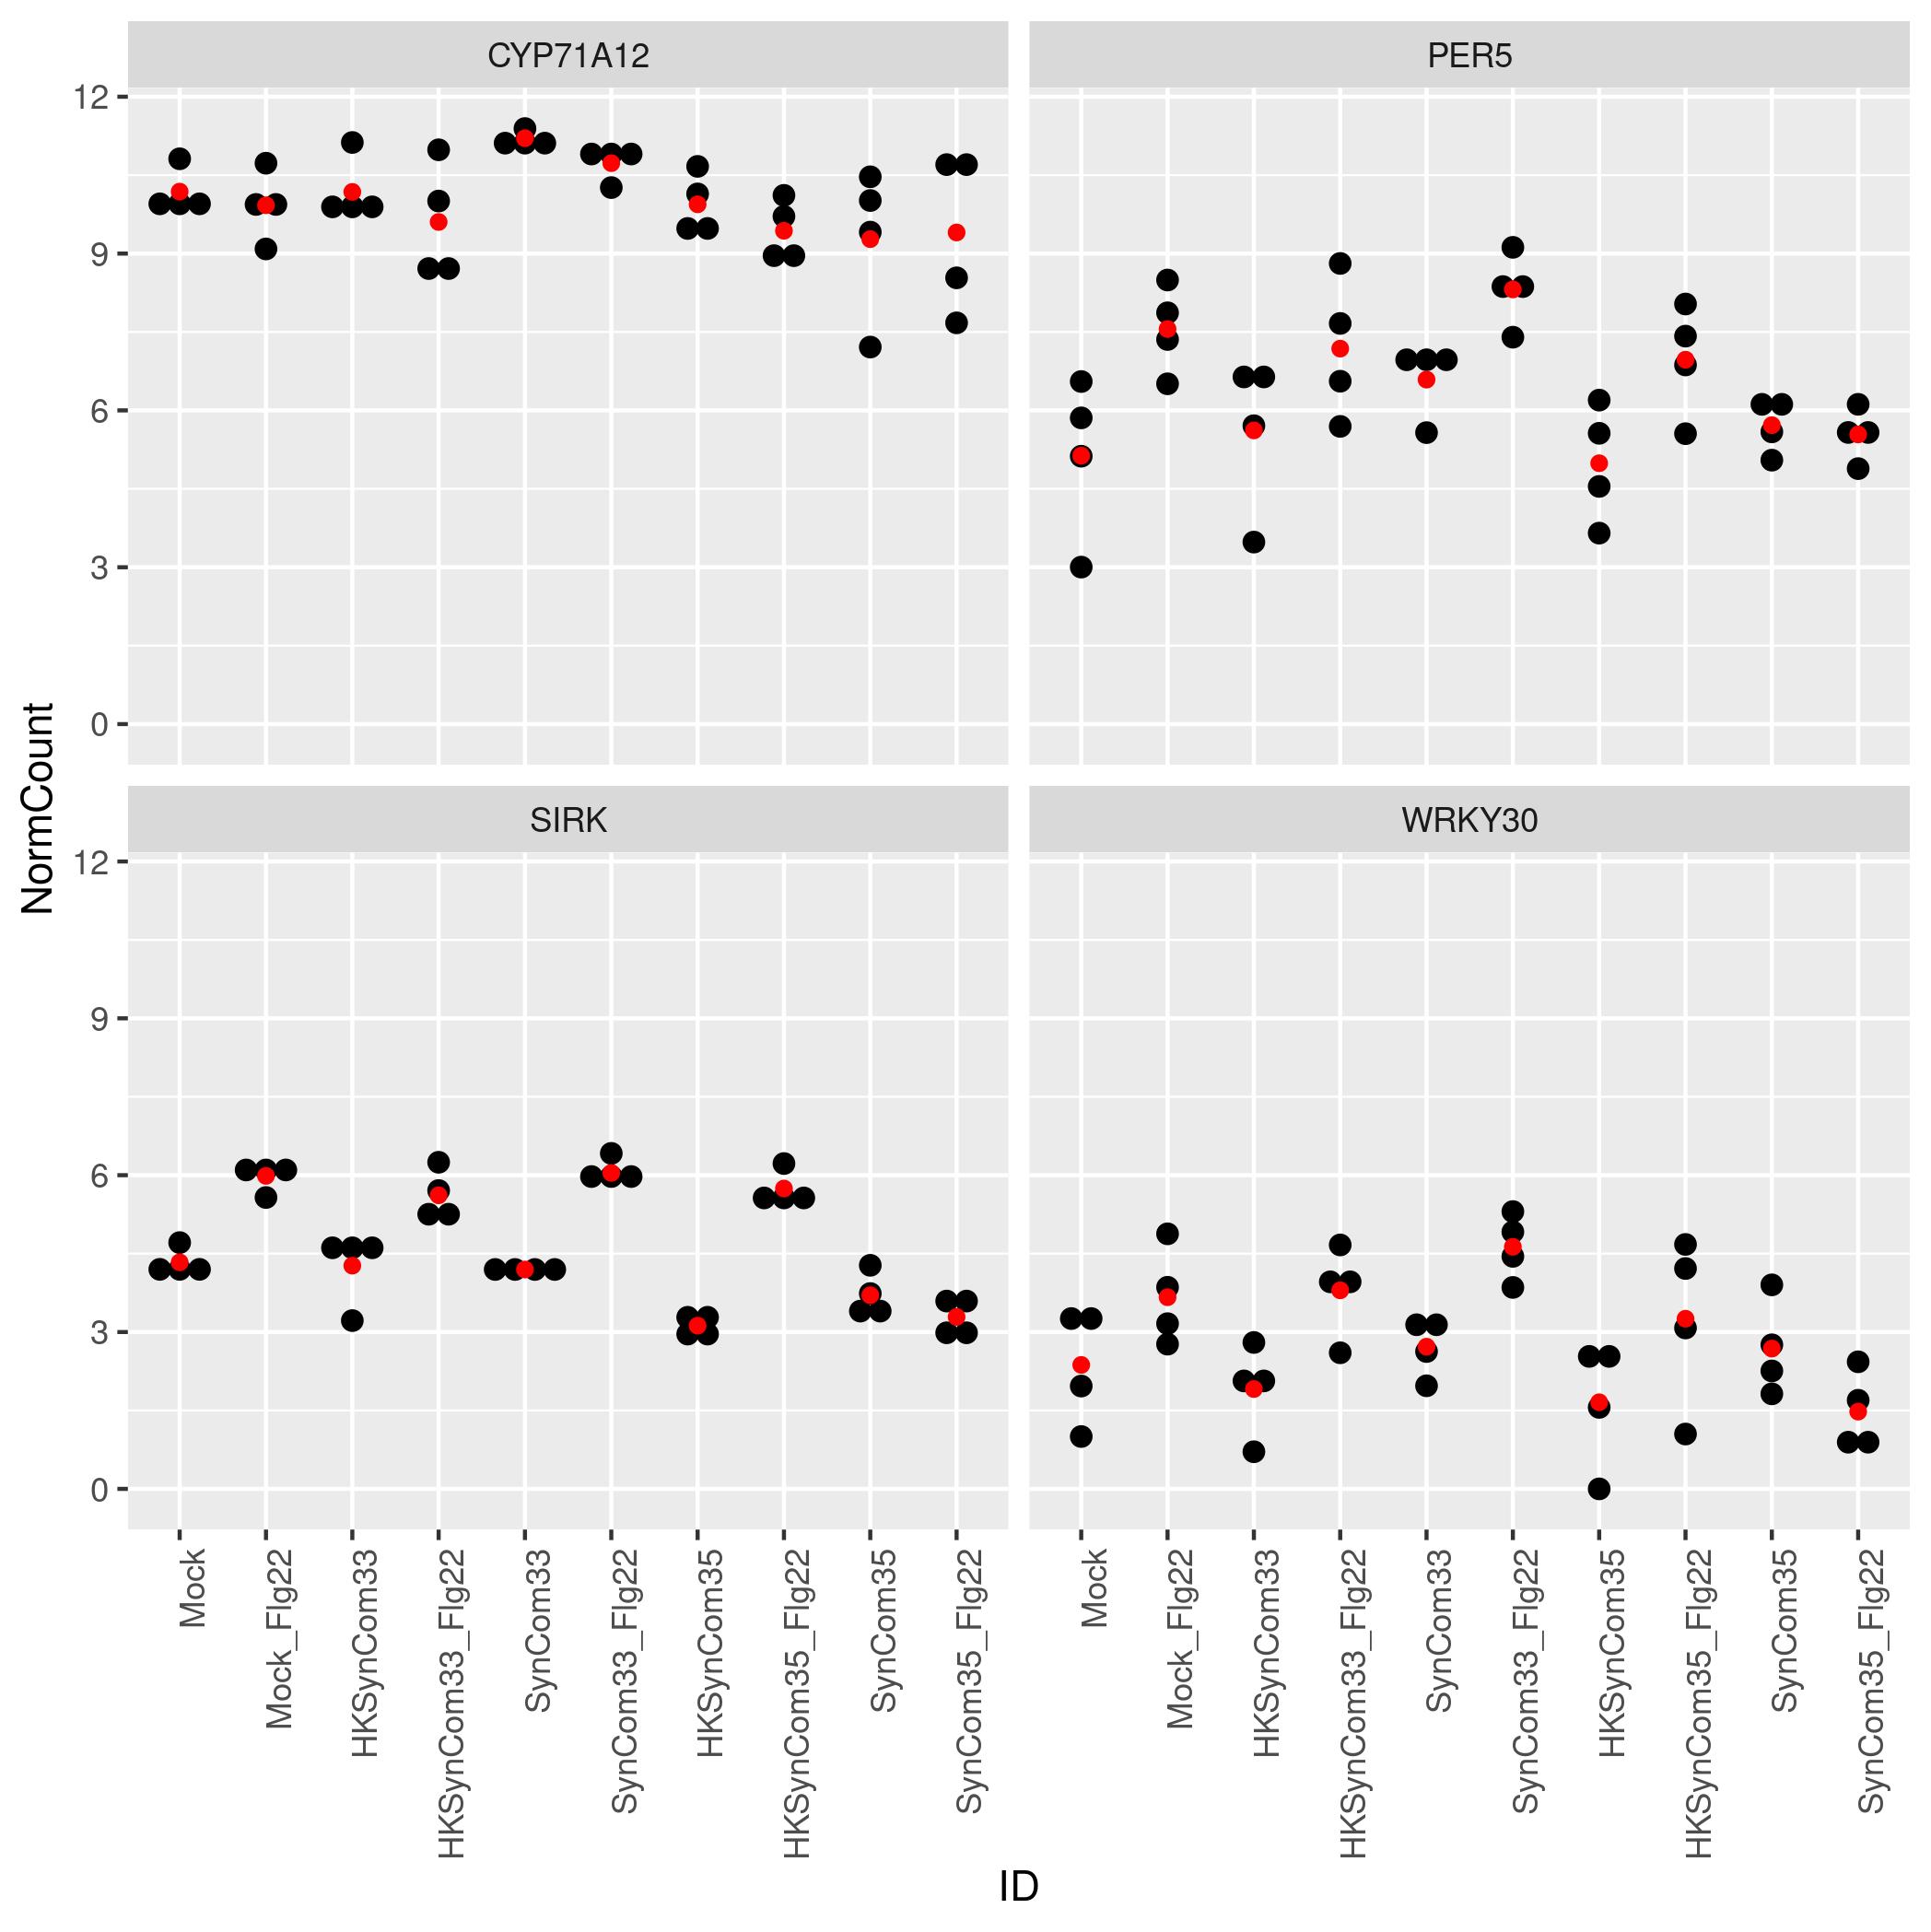 CYP71A12
PER5
12
9
6
3
0
SIRK
WRKY30
12
9
6
3
0
NormCount
Mock
Mock_Flg22
HKSynCom33
HKSynCom33_Flg22
SynCom33
SynCom33_Flg22
HKSynCom35
HKSynCom35_Flg22
SynCom35
SynCom35_Flg22
Mock
Mock_Flg22
HKSynCom33
HKSynCom33_Flg22
SynCom33
SynCom33_Flg22
HKSynCom35
HKSynCom35_Flg22
SynCom35
SynCom35_Flg22
ID